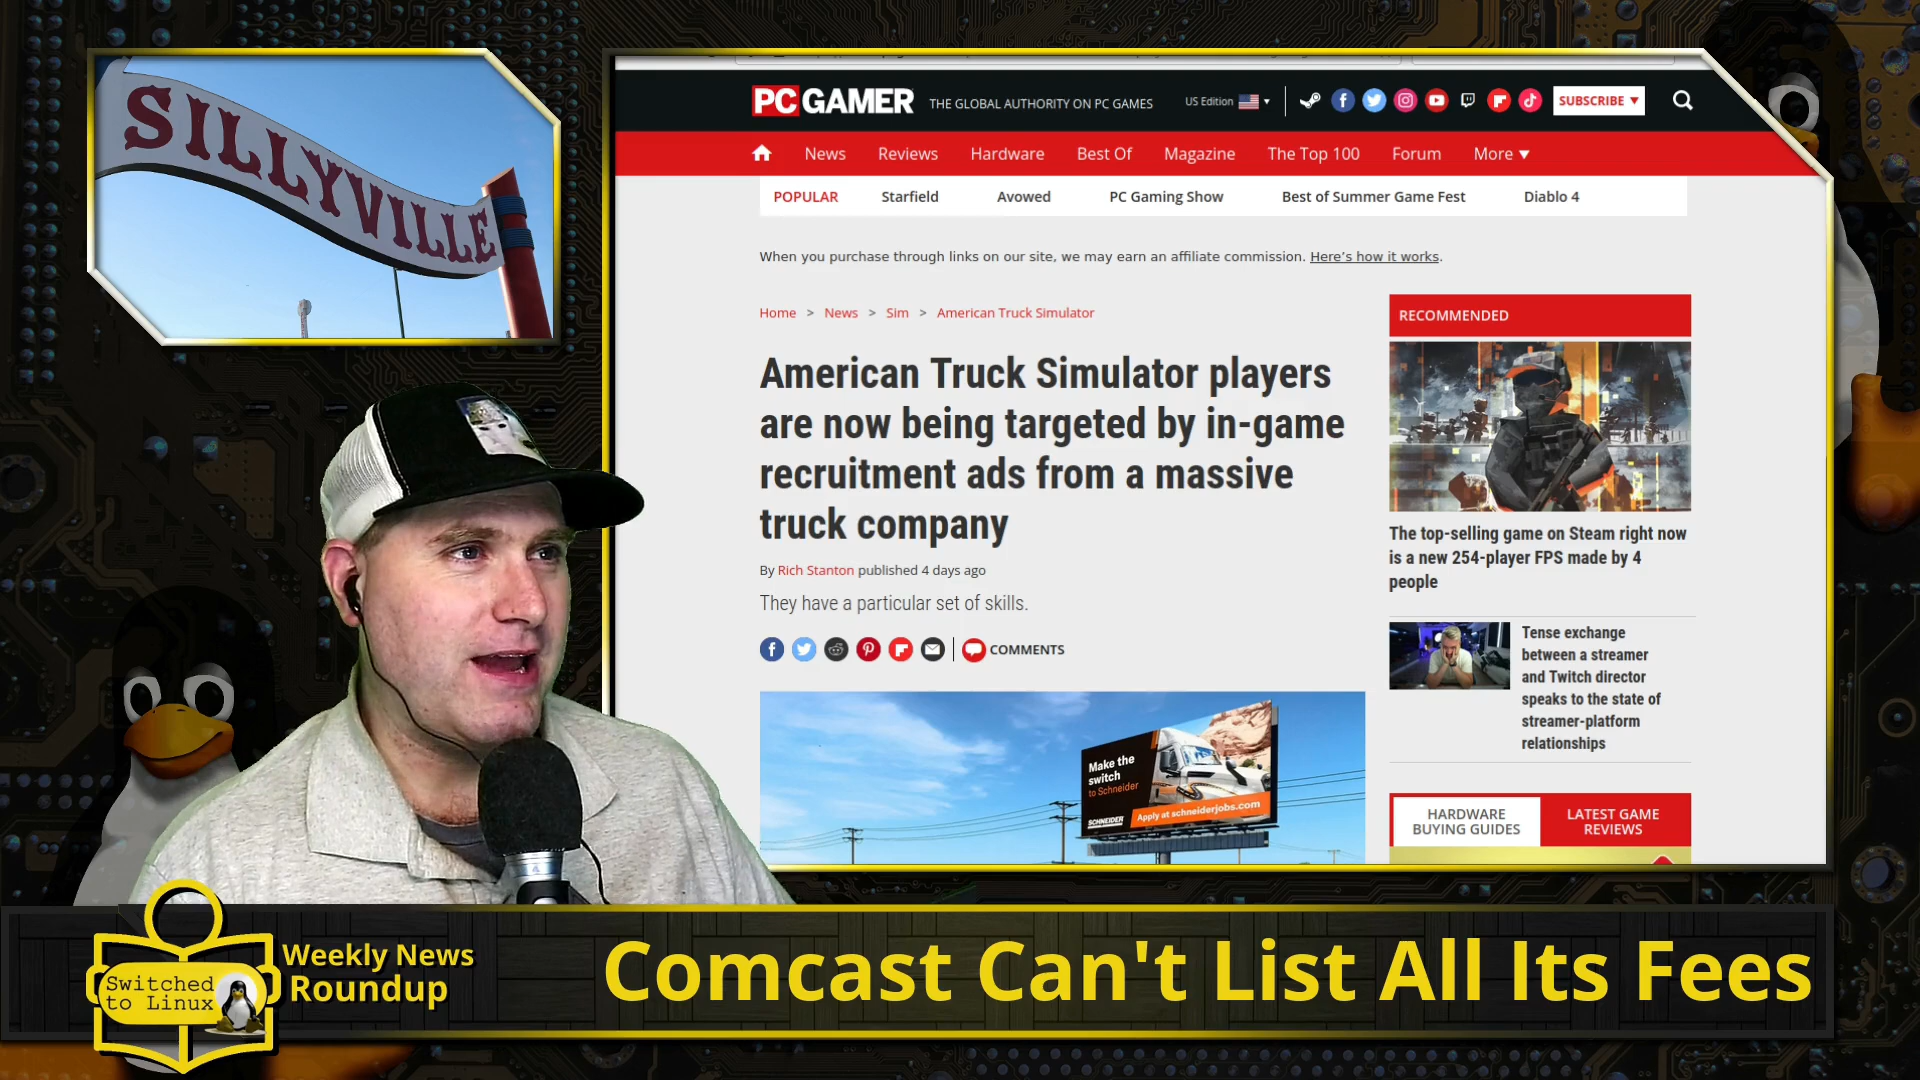 SILLYVILLE
PC GAMER
THE GLOBAL AUTHORITY ON PC GAMES
US Edition
SUBSCRIBE
News
Reviews
Hardware
Best Of
Magazine
The Top 100
Forum
More
POPULAR
Starfield
Avowed
PC Gaming Show
Best of Summer Game Fest
Diablo 4
When you purchase through links on our site, we may earn an affiliate commission. Here's how it works.
Home > News > Sim > American Truck Simulator
American Truck Simulator players
are now being targeted by in-game
recruitment ads from a massive
truck company
By Rich Stanton published 4 days ago
They have a particular set of skills.
COMMENTS
Make the
switch
to Schneider
SCHNEIDER
Apply at schneiderjobs.com
RECOMMENDED
The top-selling game on Steam right now
is a new 254-player FPS made by 4
people
Tense exchange
between a streamer
and Twitch director
speaks to the state of
streamer-platform
relationships
HARDWARE
BUYING GUIDES
LATEST GAME
REVIEWS
Switched
to Linux
Weekly News
Roundup
Comcast Can't List All Its Fees